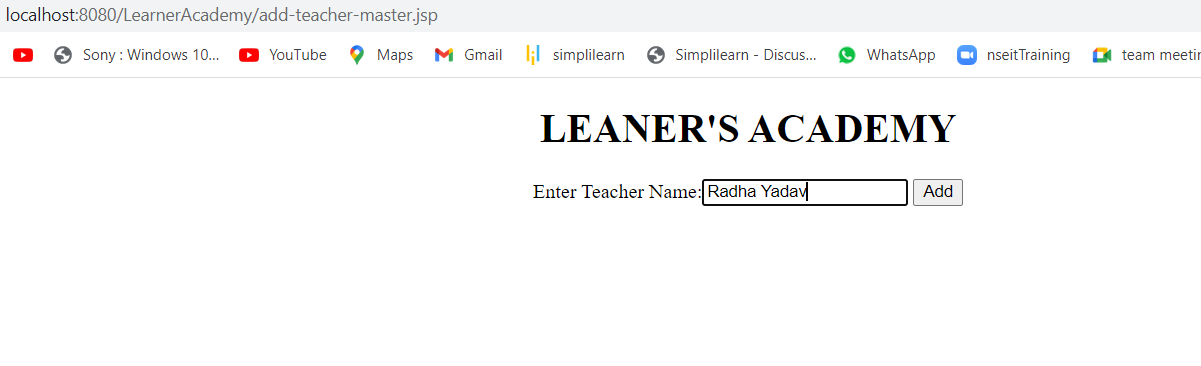 localhost:8080/LearnerAcademy/add-teacher-master.jsp
Sony : Windows 10... YouTube Maps Gmail simplilearn Simplilearn - Discus... WhatsApp nseitTraining team meetin
LEANER'S ACADEMY
Enter Teacher Name: Radha Yadav Add